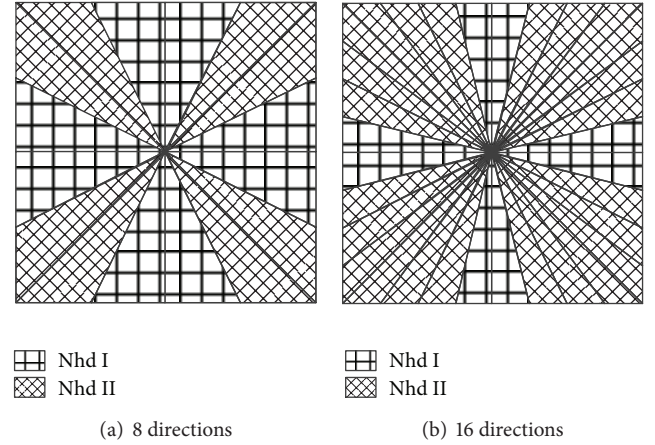 Nhd I
Nhd II
(a) 8 directions
Nhd I
Nhd II
(b) 16 directions